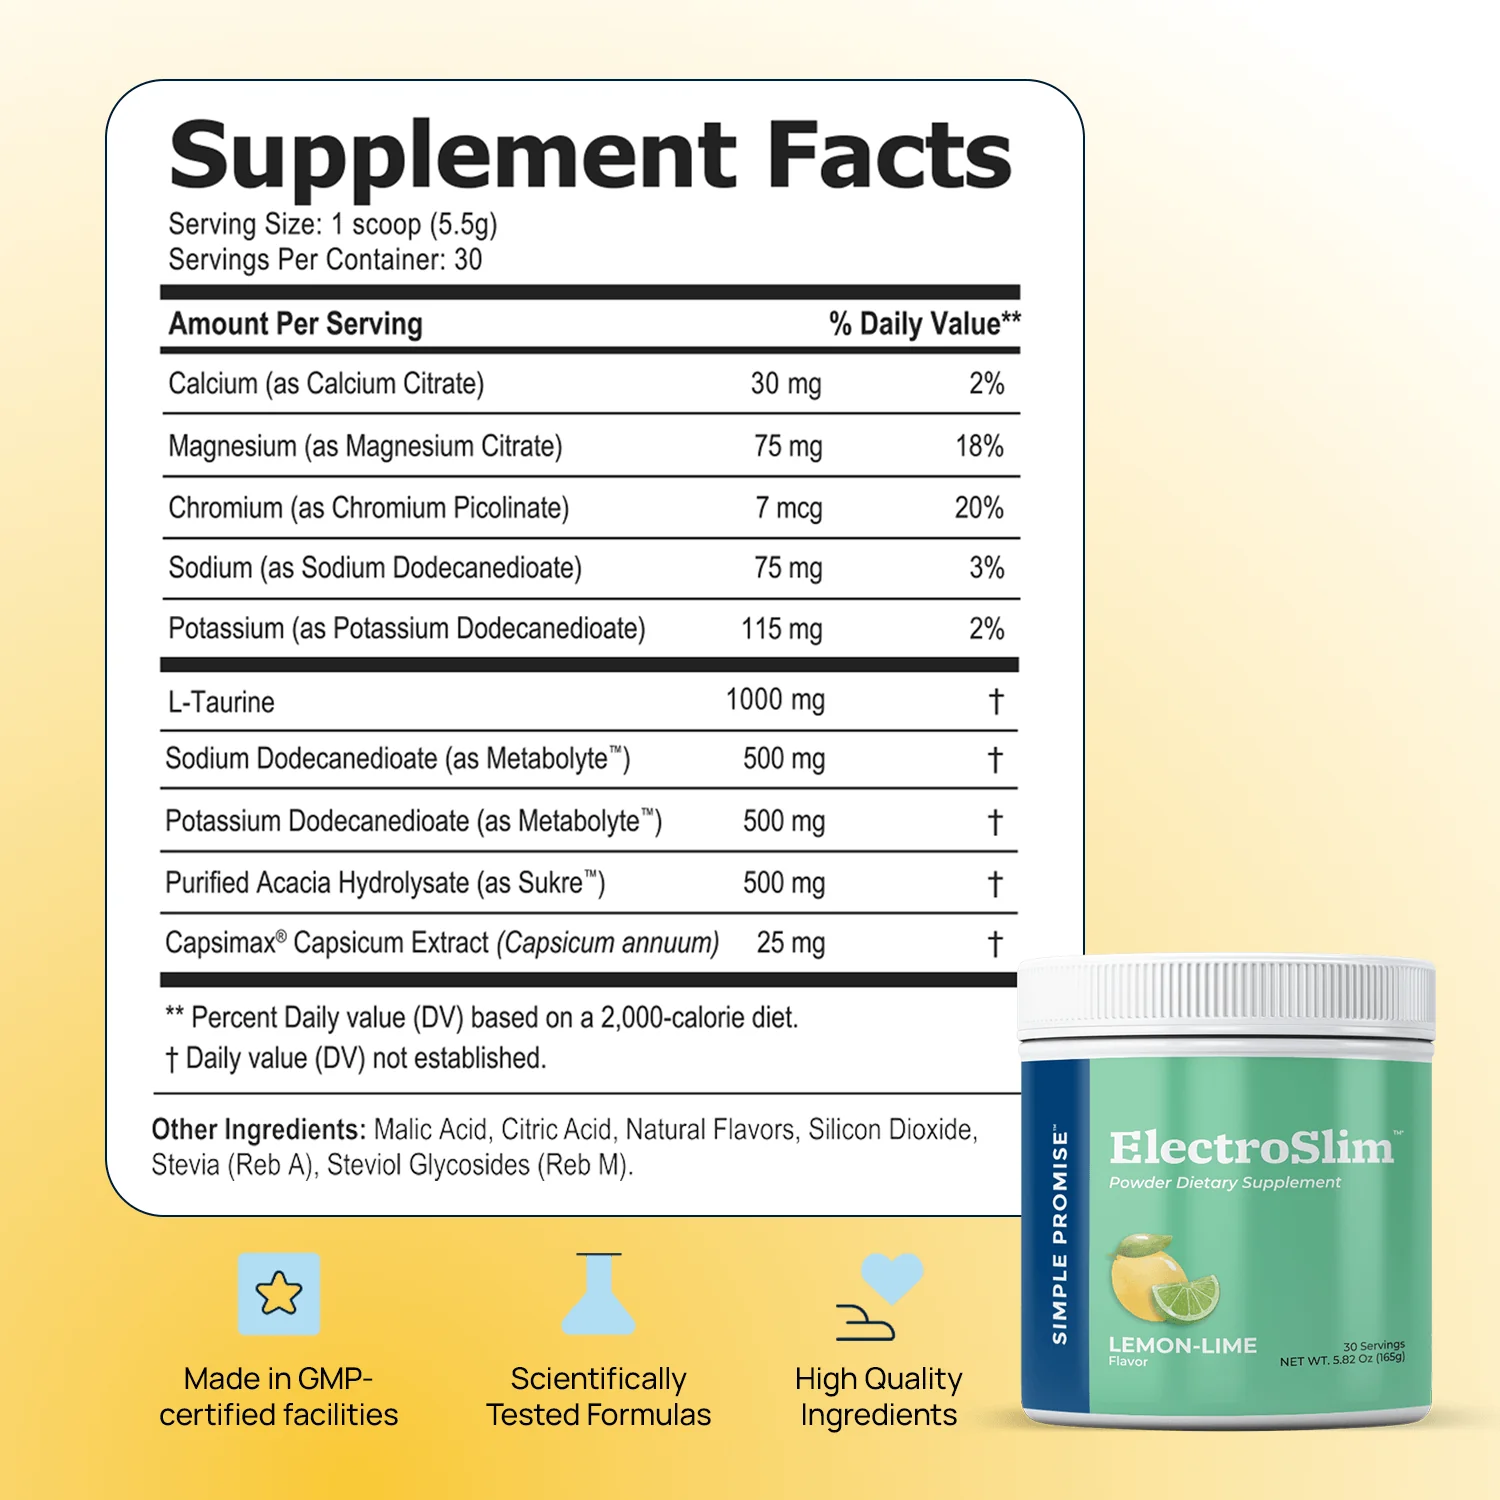 Supplement Facts
Serving Size: 1 scoop (5.5g)
Servings Per Container: 30
Amount Per Serving % Daily Value**
Calcium (as Calcium Citrate) 30 mg 2%
Magnesium (as Magnesium Citrate) 75 mg 18%
Chromium (as Chromium Picolinate) 7 mcg 20%
Sodium (as Sodium Dodecanedioate) 75 mg 3%
Potassium (as Potassium Dodecanedioate) 115 mg 2%
L-Taurine 1000 mg †
Sodium Dodecanedioate (as Metabolyte™) 500 mg †
Potassium Dodecanedioate (as Metabolyte™) 500 mg †
Purified Acacia Hydrolysate (as Sukre™) 500 mg †
Capsimax® Capsicum Extract (Capsicum annuum) 25 mg †
** Percent Daily value (DV) based on a 2,000-calorie diet.
† Daily value (DV) not established.
Other Ingredients: Malic Acid, Citric Acid, Natural Flavors, Silicon Dioxide,
Stevia (Reb A), Steviol Glycosides (Reb M).
SIMPLE PROMISE™
ElectroSlim™
Powder Dietary Supplement
LEMON-LIME
Flavor
30 Servings
NET WT. 5.82 Oz (165g)
Made in GMP-
certified facilities
Scientifically
Tested Formulas
High Quality
Ingredients